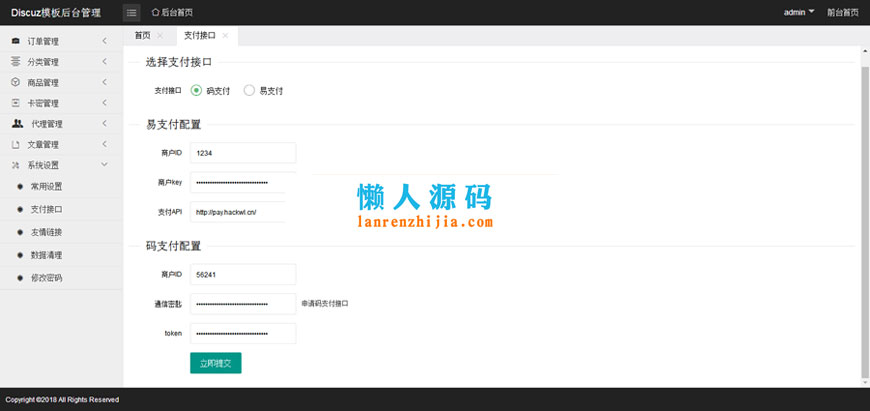 Discuz模板后台管理
后台首页
admin
前台首页
订单管理
分类管理
商品管理
卡密管理
代理管理
文章管理
系统设置
常用设置
支付接口
友情链接
数据清理
修改密码
首页
支付接口
选择支付接口
支付接口 码支付 易支付
易支付配置
商户ID 1234
商户key
支付API http://pay.hackwl.cn/
懒人源码
lanrenzhijia.com
码支付配置
商户ID 56241
通信密匙 申请码支付接口
token
立即提交
Copyright ©2018 All Rights Reserved